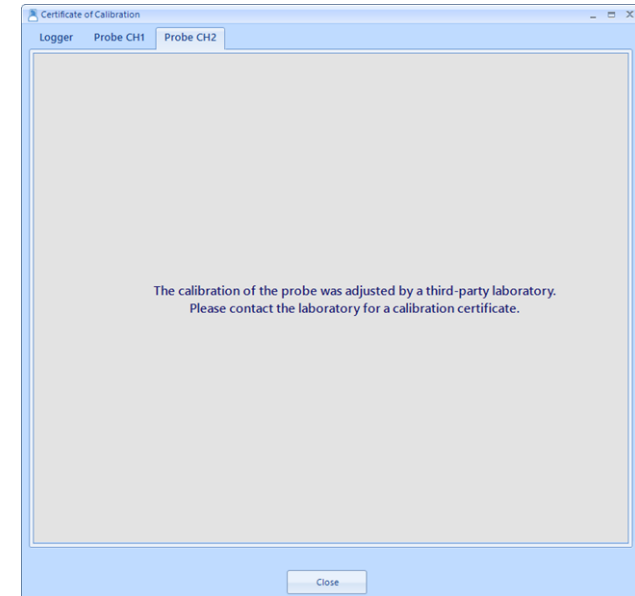 Certificate of Calibration
Logger Probe CH1 Probe CH2
The calibration of the probe was adjusted by a third-party laboratory.
Please contact the laboratory for a calibration certificate.
Close